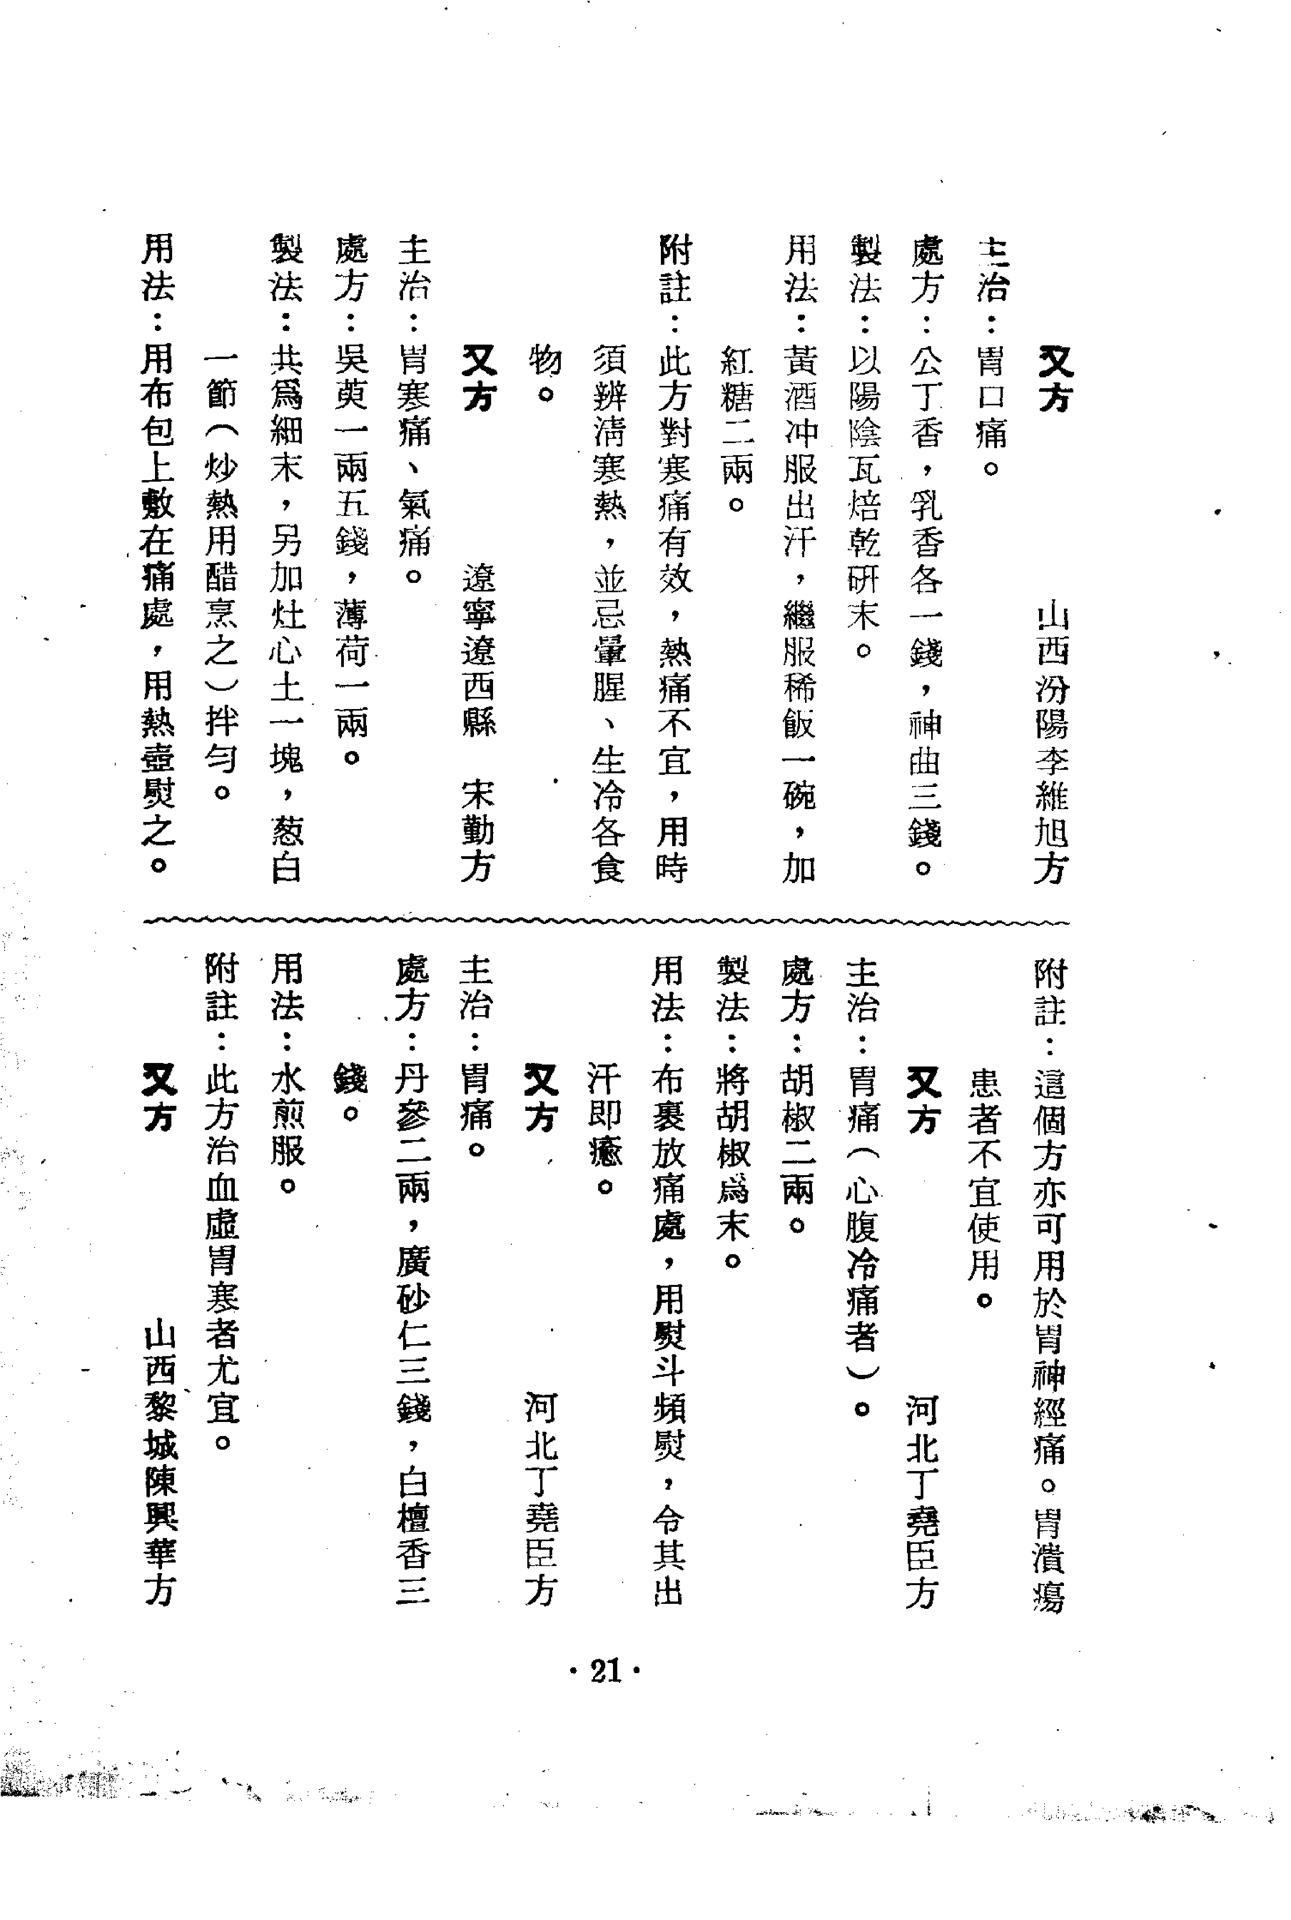 又方　山西汾陽李維旭方
主治：胃口痛。
處方：公丁香，乳香各一錢，神曲三錢。
製法：以陽陰瓦焙乾研末。
用法：黃酒冲服出汗，繼服稀飯一碗，加
紅糖二兩。
附註：此方對寒痛有效，熱痛不宜，用時
須辨淸寒熱，並忌葷腥、生冷各食
物。
又方　遼寧遼西縣　宋勤方
主治：胃寒痛、氣痛。
處方：吳萸一兩五錢，薄荷一兩。
製法：共爲細末，另加灶心土一塊，葱白
一節（炒熱用醋烹之）拌勻。
用法：用布包上敷在痛處，用熱壺熨之。
附註：這個方亦可用於胃神經痛。胃潰瘍
患者不宜使用。
又方　河北丁堯臣方
主治：胃痛（心腹冷痛者）。
處方：胡椒二兩。
製法：將胡椒爲末。
用法：布裹放痛處，用熨斗頻熨，令其出
汗即癒。
又方　河北丁堯臣方
主治：胃痛。
處方：丹參二兩，廣砂仁三錢，白檀香三
錢。
用法：水煎服。
附註：此方治血虛胃寒者尤宜。
又方　山西黎城陳興華方
·21·